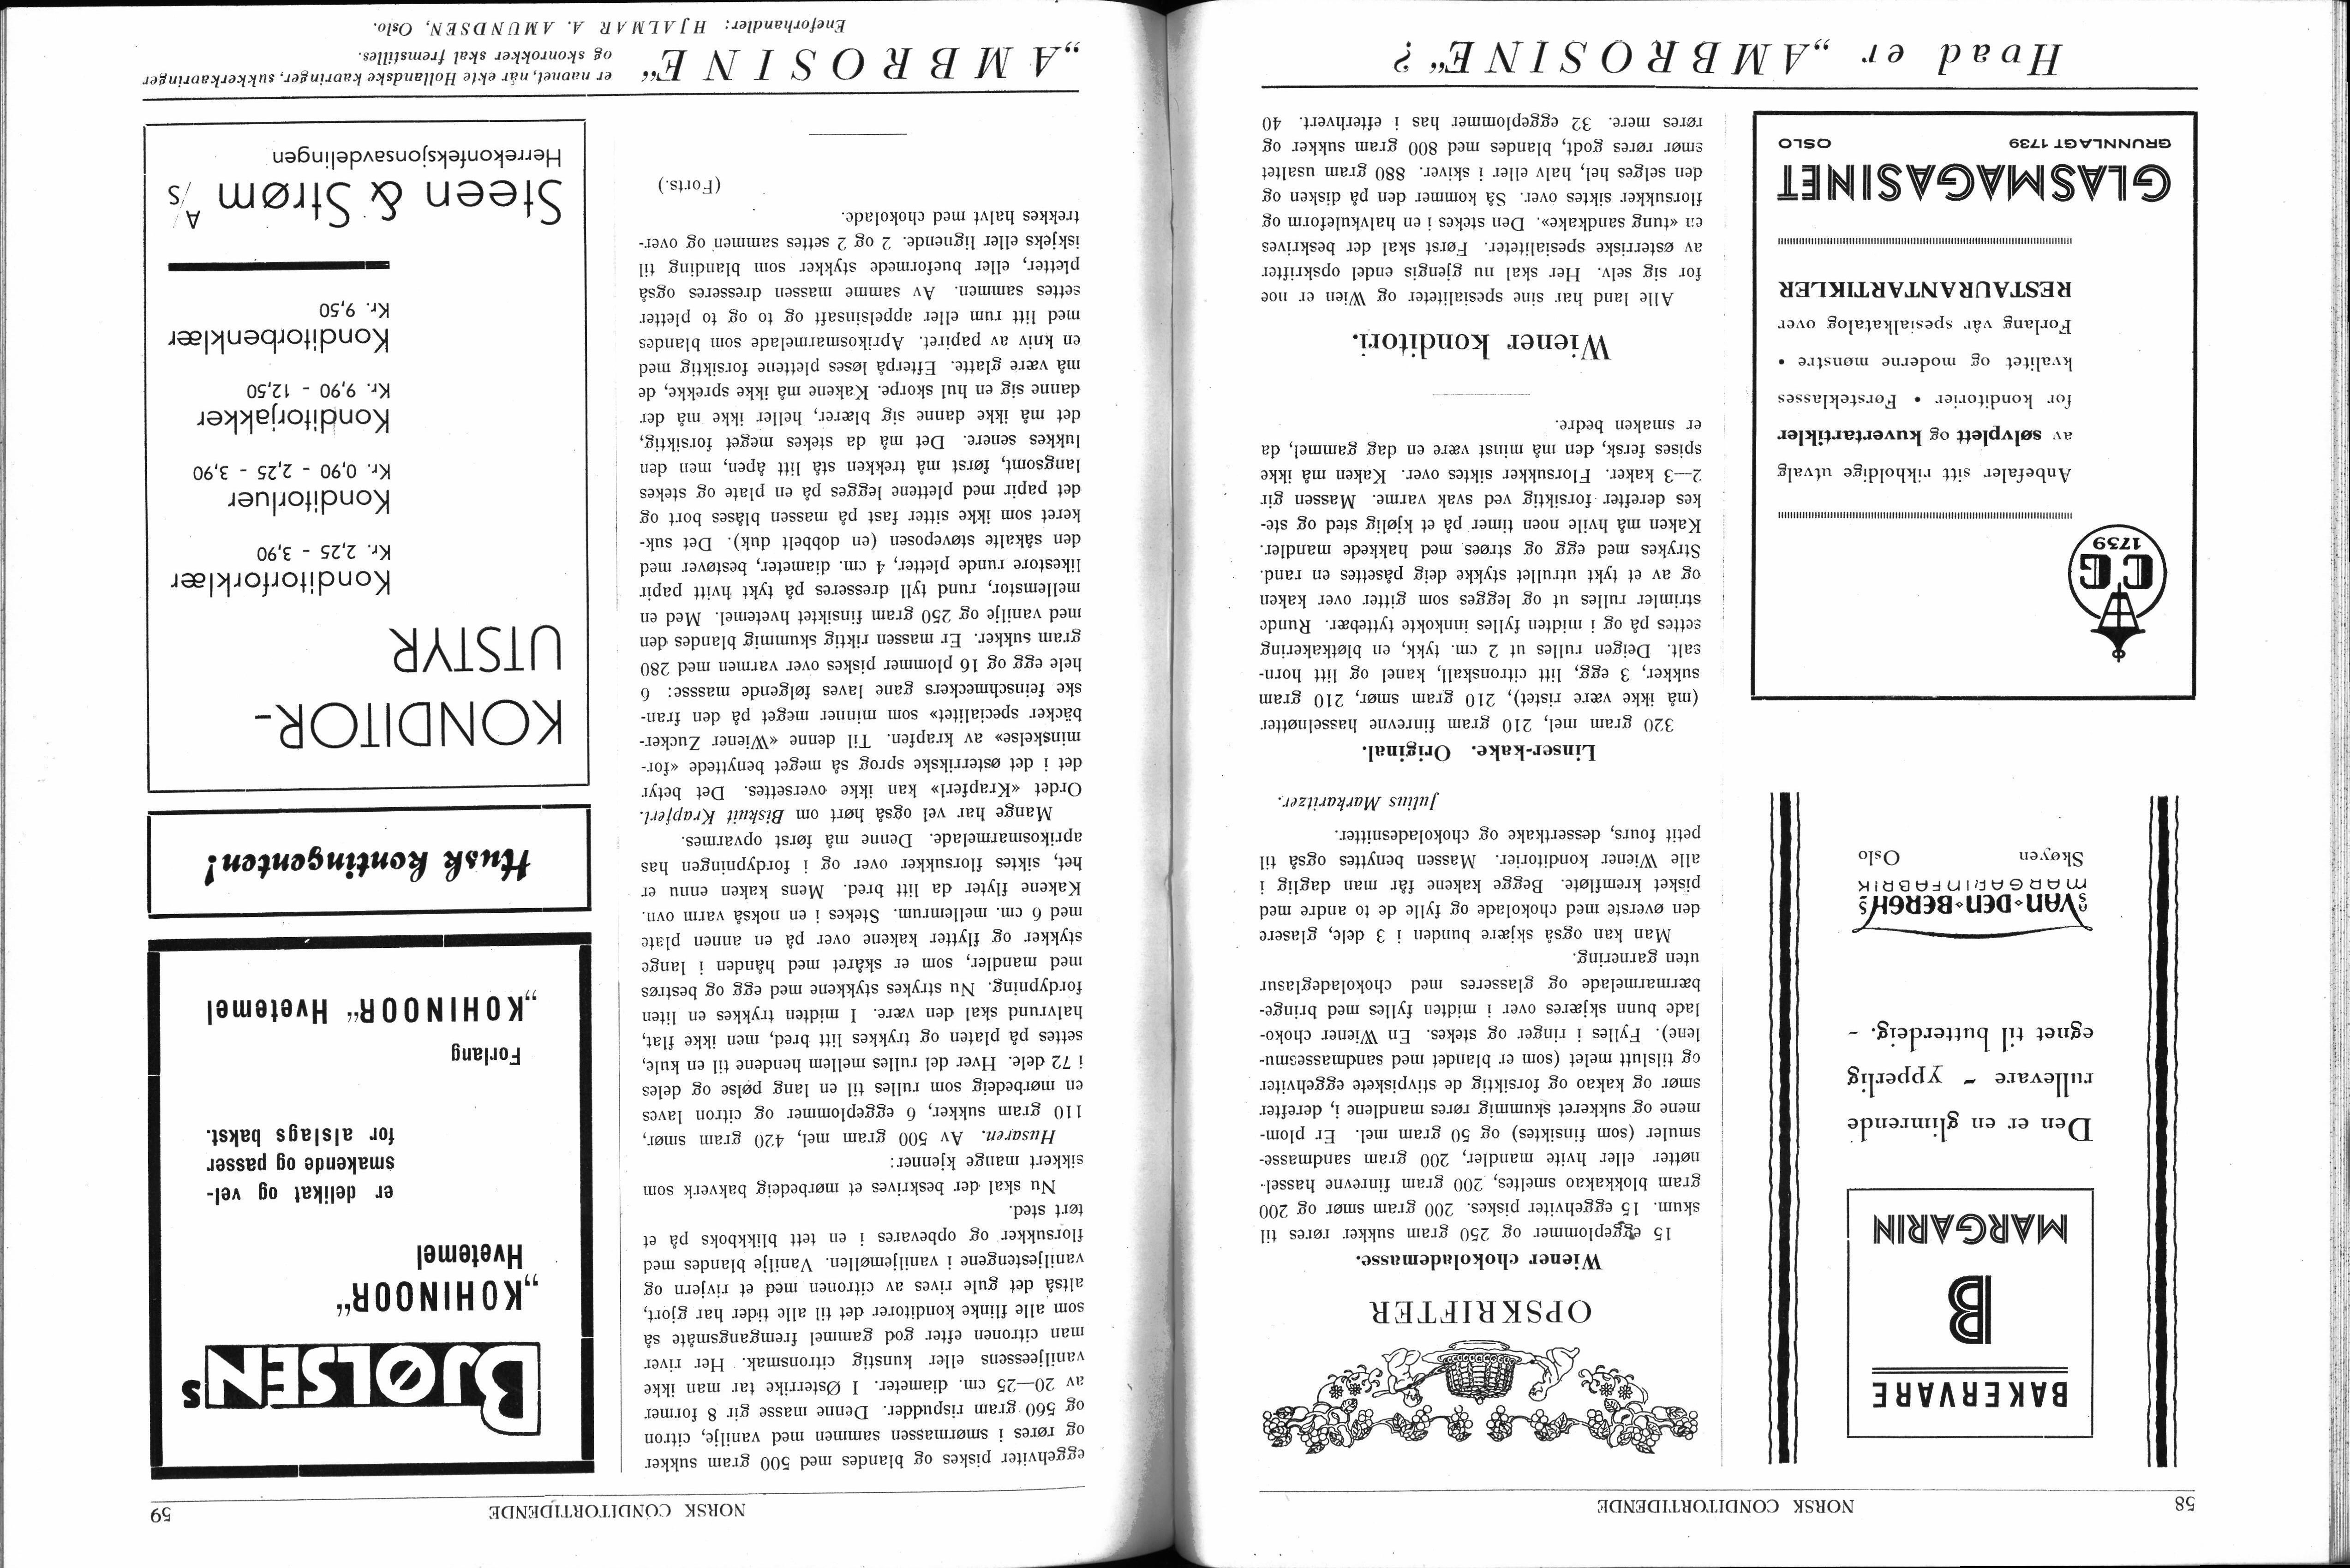 58
NORSK CONDITORTIDENDE
BAKERVARE
B
MARGARIN
Den er en glimrende
rullevare - ypperlig
egnet til butterdeig. -
A/S VAN·DEN·BERGH'S
MARGARINFABRIK
Skøyen Oslo
CG
1739
Anbefaler sitt rikholdige utvalg
av sølvplett og kuvertartikler
for konditorier • Førsteklasses
kvalitet og moderne mønstre •
Forlang vår spesialkatalog over
RESTAURANTARTIKLER
GLASMAGASINET
GRUNNLAGT 1739 OSLO
OPSKRIFTER
Wiener chokolademasse.
15 eggeplommer og 250 gram sukker røres til
skum. 15 eggehviter piskes. 200 gram smør og 200
gram blokkakao smeltes, 200 gram finrevne hassel-
nøtter eller hvite mandler, 200 gram sandmasse-
smuler (som finsiktes) og 50 gram mel. Er plom-
mene og sukkeret skummig røres mandlene i, derefter
smør og kakao og forsiktig de stivpiskete eggehviter
og tilslutt melet (som er blandet med sandmassesmu-
lene). Fylles i ringer og stekes. En Wiener choko-
lade bunn skjæres over i midten fylles med bringe-
bærmarmelade og glasseres med chokoladeglasur
uten garnering.
Man kan også skjære bunden i 3 dele, glasere
den øverste med chokolade og fylle de to andre med
pisket kremfløte. Begge kakene får man daglig i
alle Wiener konditorier. Massen benyttes også til
petit fours, dessertkake og chokoladesnitter.
Julius Markaritzer.
Linser-kake. Original.
320 gram mel, 210 gram finrevne hasselnøtter
(må ikke være ristet), 210 gram smør, 210 gram
sukker, 3 egg, litt citronskall, kanel og litt horn-
salt. Deigen rulles ut 2 cm. tykk, en bløtkakering
settes på og i midten fylles innkokte tyttebær. Runde
strimler rulles ut og legges som gitter over kaken
og av et tykt utrullet stykke deig påsettes en rand.
Strykes med egg og strøes med hakkede mandler.
Kaken må hvile noen timer på et kjølig sted og ste-
kes derefter forsiktig ved svak varme. Massen gir
2—3 kaker. Florsukker siktes over. Kaken må ikke
spises fersk, den må minst være en dag gammel, da
er smaken bedre.
Wiener konditori.
Alle land har sine spesialiteter og Wien er noe
for sig selv. Her skal nu gjengis endel opskrifter
av østerriske spesialiteter. Først skal der beskrives
en «tung sandkake». Den stekes i en halvkuleform og
florsukker siktes over. Så kommer den på disken og
den selges hel, halv eller i skiver. 880 gram usaltet
smør røres godt, blandes med 800 gram sukker og
røres mere. 32 eggeplommer has i efterhvert. 40
Hvad er „AMBROSINE“ ?
NORSK CONDITORTIDENDE
59
eggehviter piskes og blandes med 500 gram sukker
og røres i smørmassen sammen med vanilje, citron
og 560 gram rispudder. Denne masse gir 8 former
av 20—25 cm. diameter. I Østerrike tar man ikke
vaniljeessens eller kunstig citronsmak. Her river
man citronen efter god gammel fremgangsmåte så
som alle flinke konditorer det til alle tider har gjort,
altså det gule rives av citronen med et rivjern og
vaniljestengene i vaniljemøllen. Vanilje blandes med
florsukker og opbevares i en tett blikkboks på et
tørt sted.
Nu skal der beskrives et mørbedeig bakverk som
sikkert mange kjenner:
Husaren. Av 500 gram mel, 420 gram smør,
110 gram sukker, 6 eggeplommer og citron laves
en mørbedeig som rulles til en lang pølse og deles
i 72 dele. Hver del rulles mellem hendene til en kule,
settes på platen og trykkes litt bred, men ikke flat,
halvrund skal den være. I midten trykkes en liten
fordypning. Nu strykes stykkene med egg og bestrøs
med mandler, som er skåret med hånden i lange
stykker og flytter kakene over på en annen plate
med 6 cm. mellemrum. Stekes i en nokså varm ovn.
Kakene flyter da litt bred. Mens kaken ennu er
het, siktes florsukker over og i fordypningen has
aprikosmarmelade. Denne må først opvarmes.
Mange har vel også hørt om Biskuit Krapferl.
Ordet «Krapferl» kan ikke oversettes. Det betyr
det i det østerrikske sprog så meget benyttede «for-
minskelse» av krapfen. Til denne «Wiener Zucker-
bäcker specialitet» som minner meget på den fran-
ske feinschmeckers gane laves følgende massse: 6
hele egg og 16 plommer piskes over varmen med 280
gram sukker. Er massen riktig skummig blandes den
med vanilje og 250 gram finsiktet hvetemel. Med en
mellemstor, rund tyll dresseres på tykt hvitt papir
likestore runde pletter, 4 cm. diameter, bestøver med
den såkalte støveposen (en dobbelt duk). Det suk-
keret som ikke sitter fast på massen blåses bort og
det papir med plettene legges på en plate og stekes
langsomt, først må trekken stå litt åpen, men den
lukkes senere. Det må da stekes meget forsiktig,
det må ikke danne sig blærer, heller ikke må der
danne sig en hul skorpe. Kakene må ikke sprekke, de
må være glatte. Efterpå løses plettene forsiktig med
en kniv av papiret. Aprikosmarmelade som blandes
med litt rum eller appelsinsaft og to og to pletter
settes sammen. Av samme massen dresseres også
pletter, eller bueformede stykker som blanding til
iskjeks eller lignende. 2 og 2 settes sammen og over-
trekkes halvt med chokolade.
(Forts.)
BJØLSENs
„KOHINOOR“
Hvetemel
er delikat og vel-
smakende og passer
for alslags bakst.
Forlang
„KOHINOOR“ Hvetemel
Husk kontingenten!
KONDITOR-
UTSTYR
Konditorforklær
Kr. 2,25 - 3,90
Konditorluer
Kr. 0,90 - 2,25 - 3,90
Konditorjakker
Kr. 9,90 - 12,50
Konditorbenklær
Kr. 9,50
Steen & Strøm A/S
Herrekonfeksjonsavdelingen
„AMBROSINE“
er navnet, når ekte Hollandske kavringer, sukkerkavringer
og skonrokker skal fremstilles.
Eneforhandler: HJALMAR A. AMUNDSEN, Oslo.